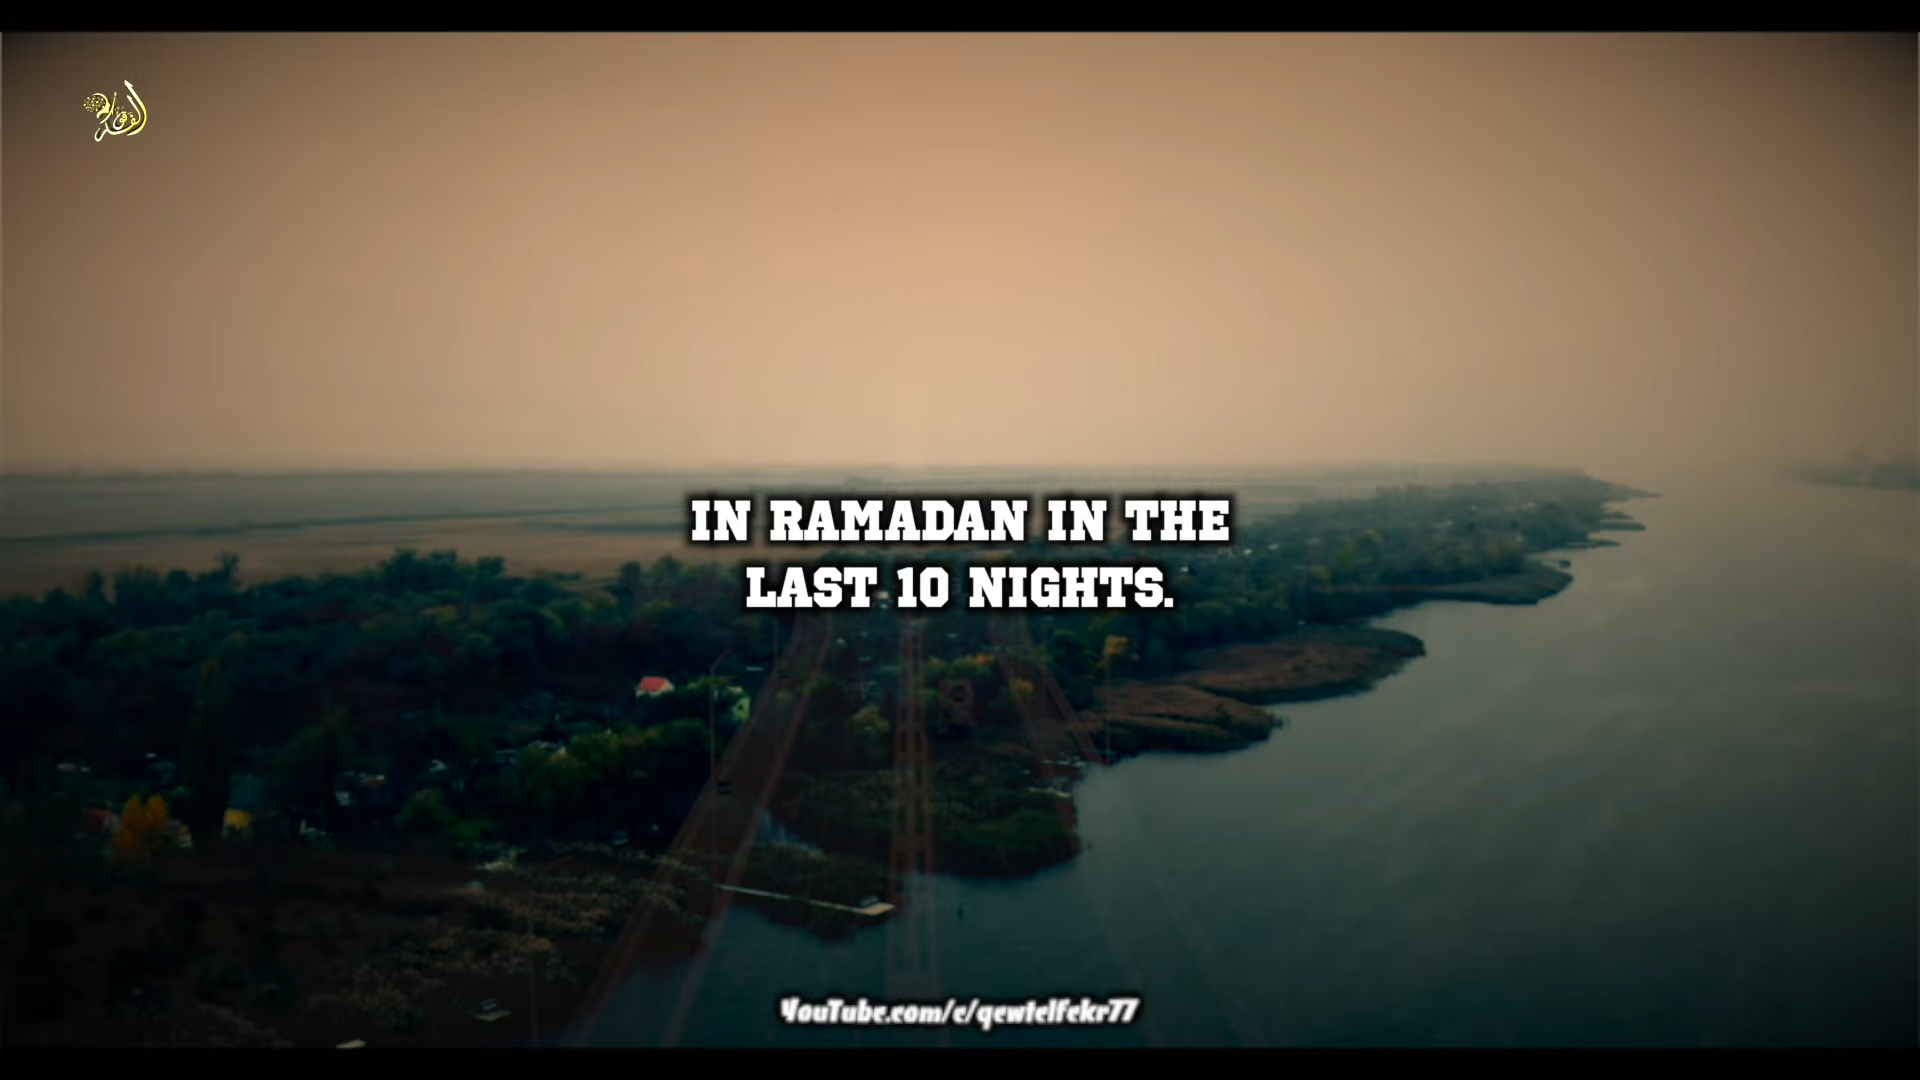 IN RAMADAN IN THE
LAST 10 NIGHTS.
YouTube.com/c/qewtelfekr77